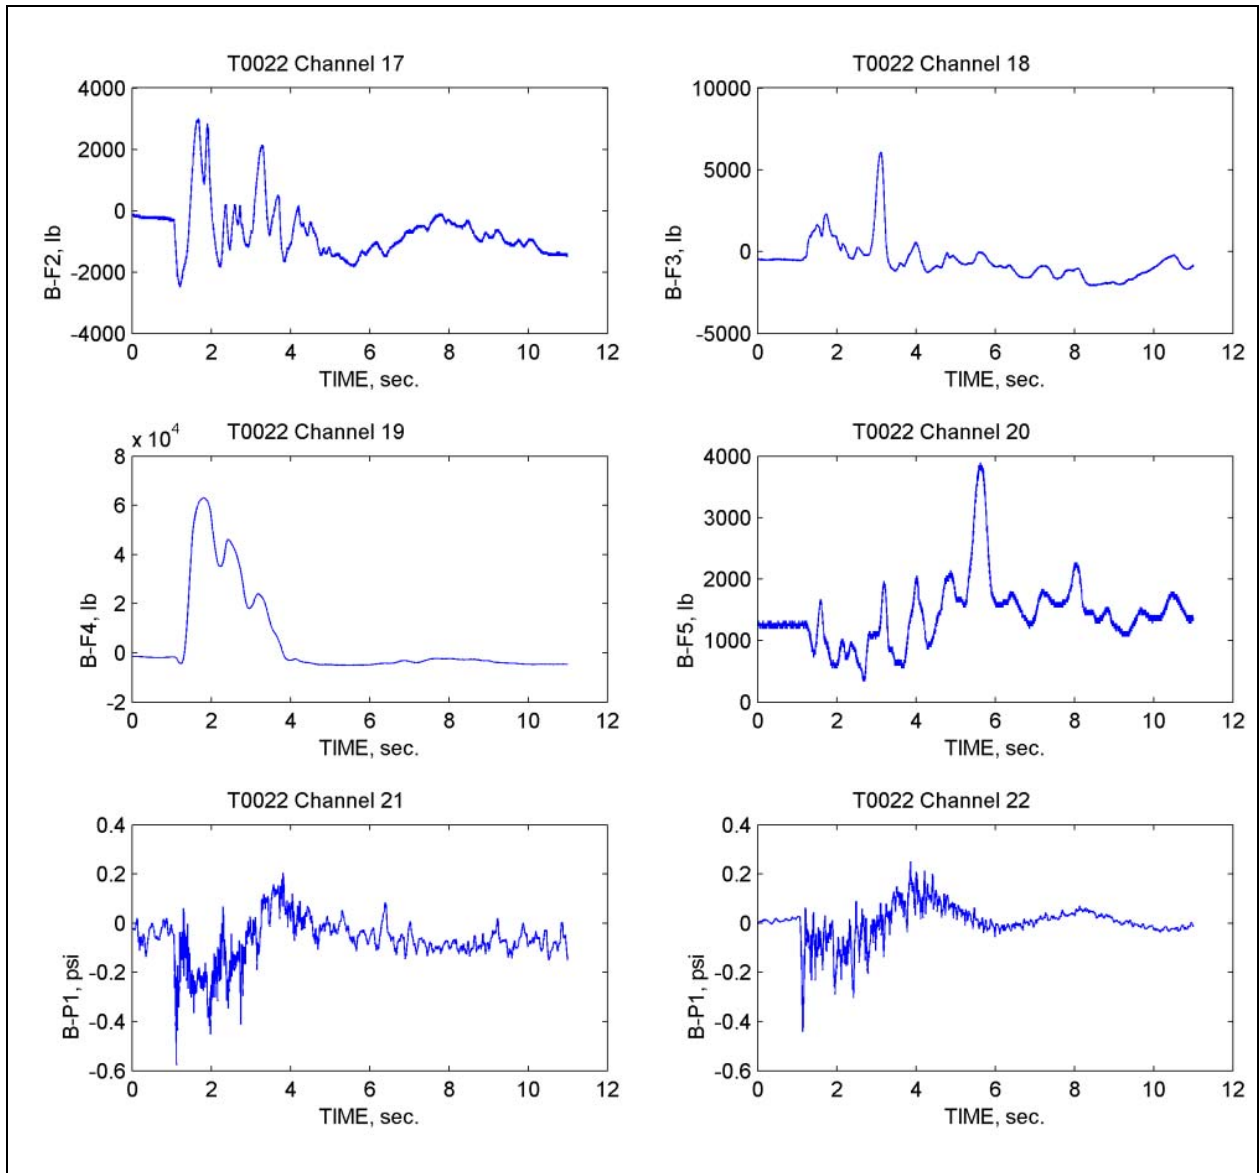 T0022 Channel 17
4000
2000
0
-2000
-4000
B-F2, lb
0 2 4 6 8 10 12
TIME, sec.
T0022 Channel 18
10000
5000
0
-5000
B-F3, lb
0 2 4 6 8 10 12
TIME, sec.
T0022 Channel 19
x 10^4
8
6
4
2
0
-2
B-F4, lb
0 2 4 6 8 10 12
TIME, sec.
T0022 Channel 20
4000
3000
2000
1000
0
B-F5, lb
0 2 4 6 8 10 12
TIME, sec.
T0022 Channel 21
0.4
0.2
0
-0.2
-0.4
-0.6
B-P1, psi
0 2 4 6 8 10 12
TIME, sec.
T0022 Channel 22
0.4
0.2
0
-0.2
-0.4
-0.6
B-P1, psi
0 2 4 6 8 10 12
TIME, sec.